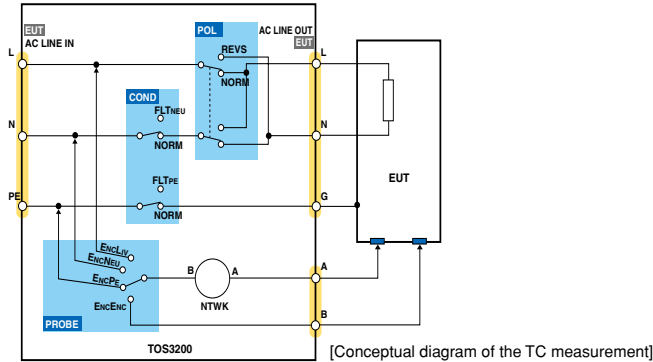 EUT
AC LINE IN
POL
AC LINE OUT
EUT
L
REVS
L
NORM
COND
FLTNEU
N
NORM
N
EUT
FLTPE
PE
NORM
G
ENCLIV
ENCNEU
ENCPE
B
A
A
ENCENC
NTWK
B
PROBE
TOS3200
[Conceptual diagram of the TC measurement]